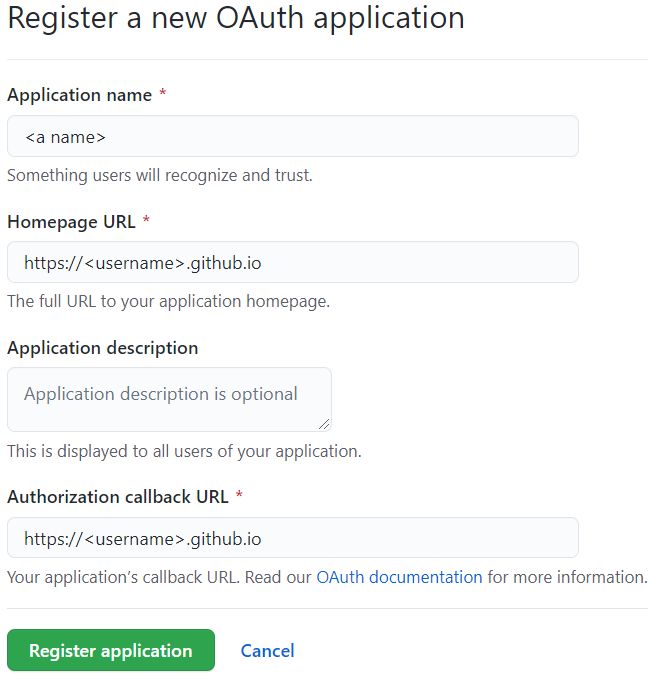 Register a new OAuth application
Application name *
<a name>
Something users will recognize and trust.
Homepage URL *
https://<username>.github.io
The full URL to your application homepage.
Application description
Application description is optional
This is displayed to all users of your application.
Authorization callback URL *
https://<username>.github.io
Your application’s callback URL. Read our OAuth documentation for more information.
Register application Cancel